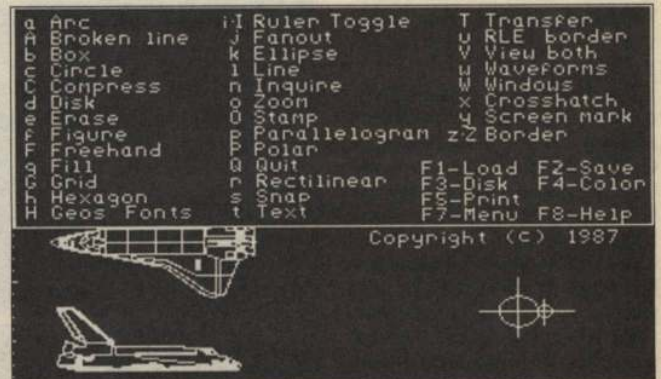 a Arc
A Broken line
b Box
c Circle
C Compress
d Disk
e Erase
f Figure
F Freehand
g Fill
G Grid
h Hexagon
H Geos Fonts
i-I Ruler Toggle
j Fanout
k Ellipse
l Line
n Inquire
o Zoom
O Stamp
p Parallelogram
P Polar
Q Quit
r Rectilinear
s Snap
t Text
T Transfer
u RLE border
V View both
w Waveforms
W Windows
x Crosshatch
y Screen mark
z-Z Border
F1-Load F2-Save
F3-Disk F4-Color
F5-Print
F7-Menu F8-Help
Copyright (c) 1987